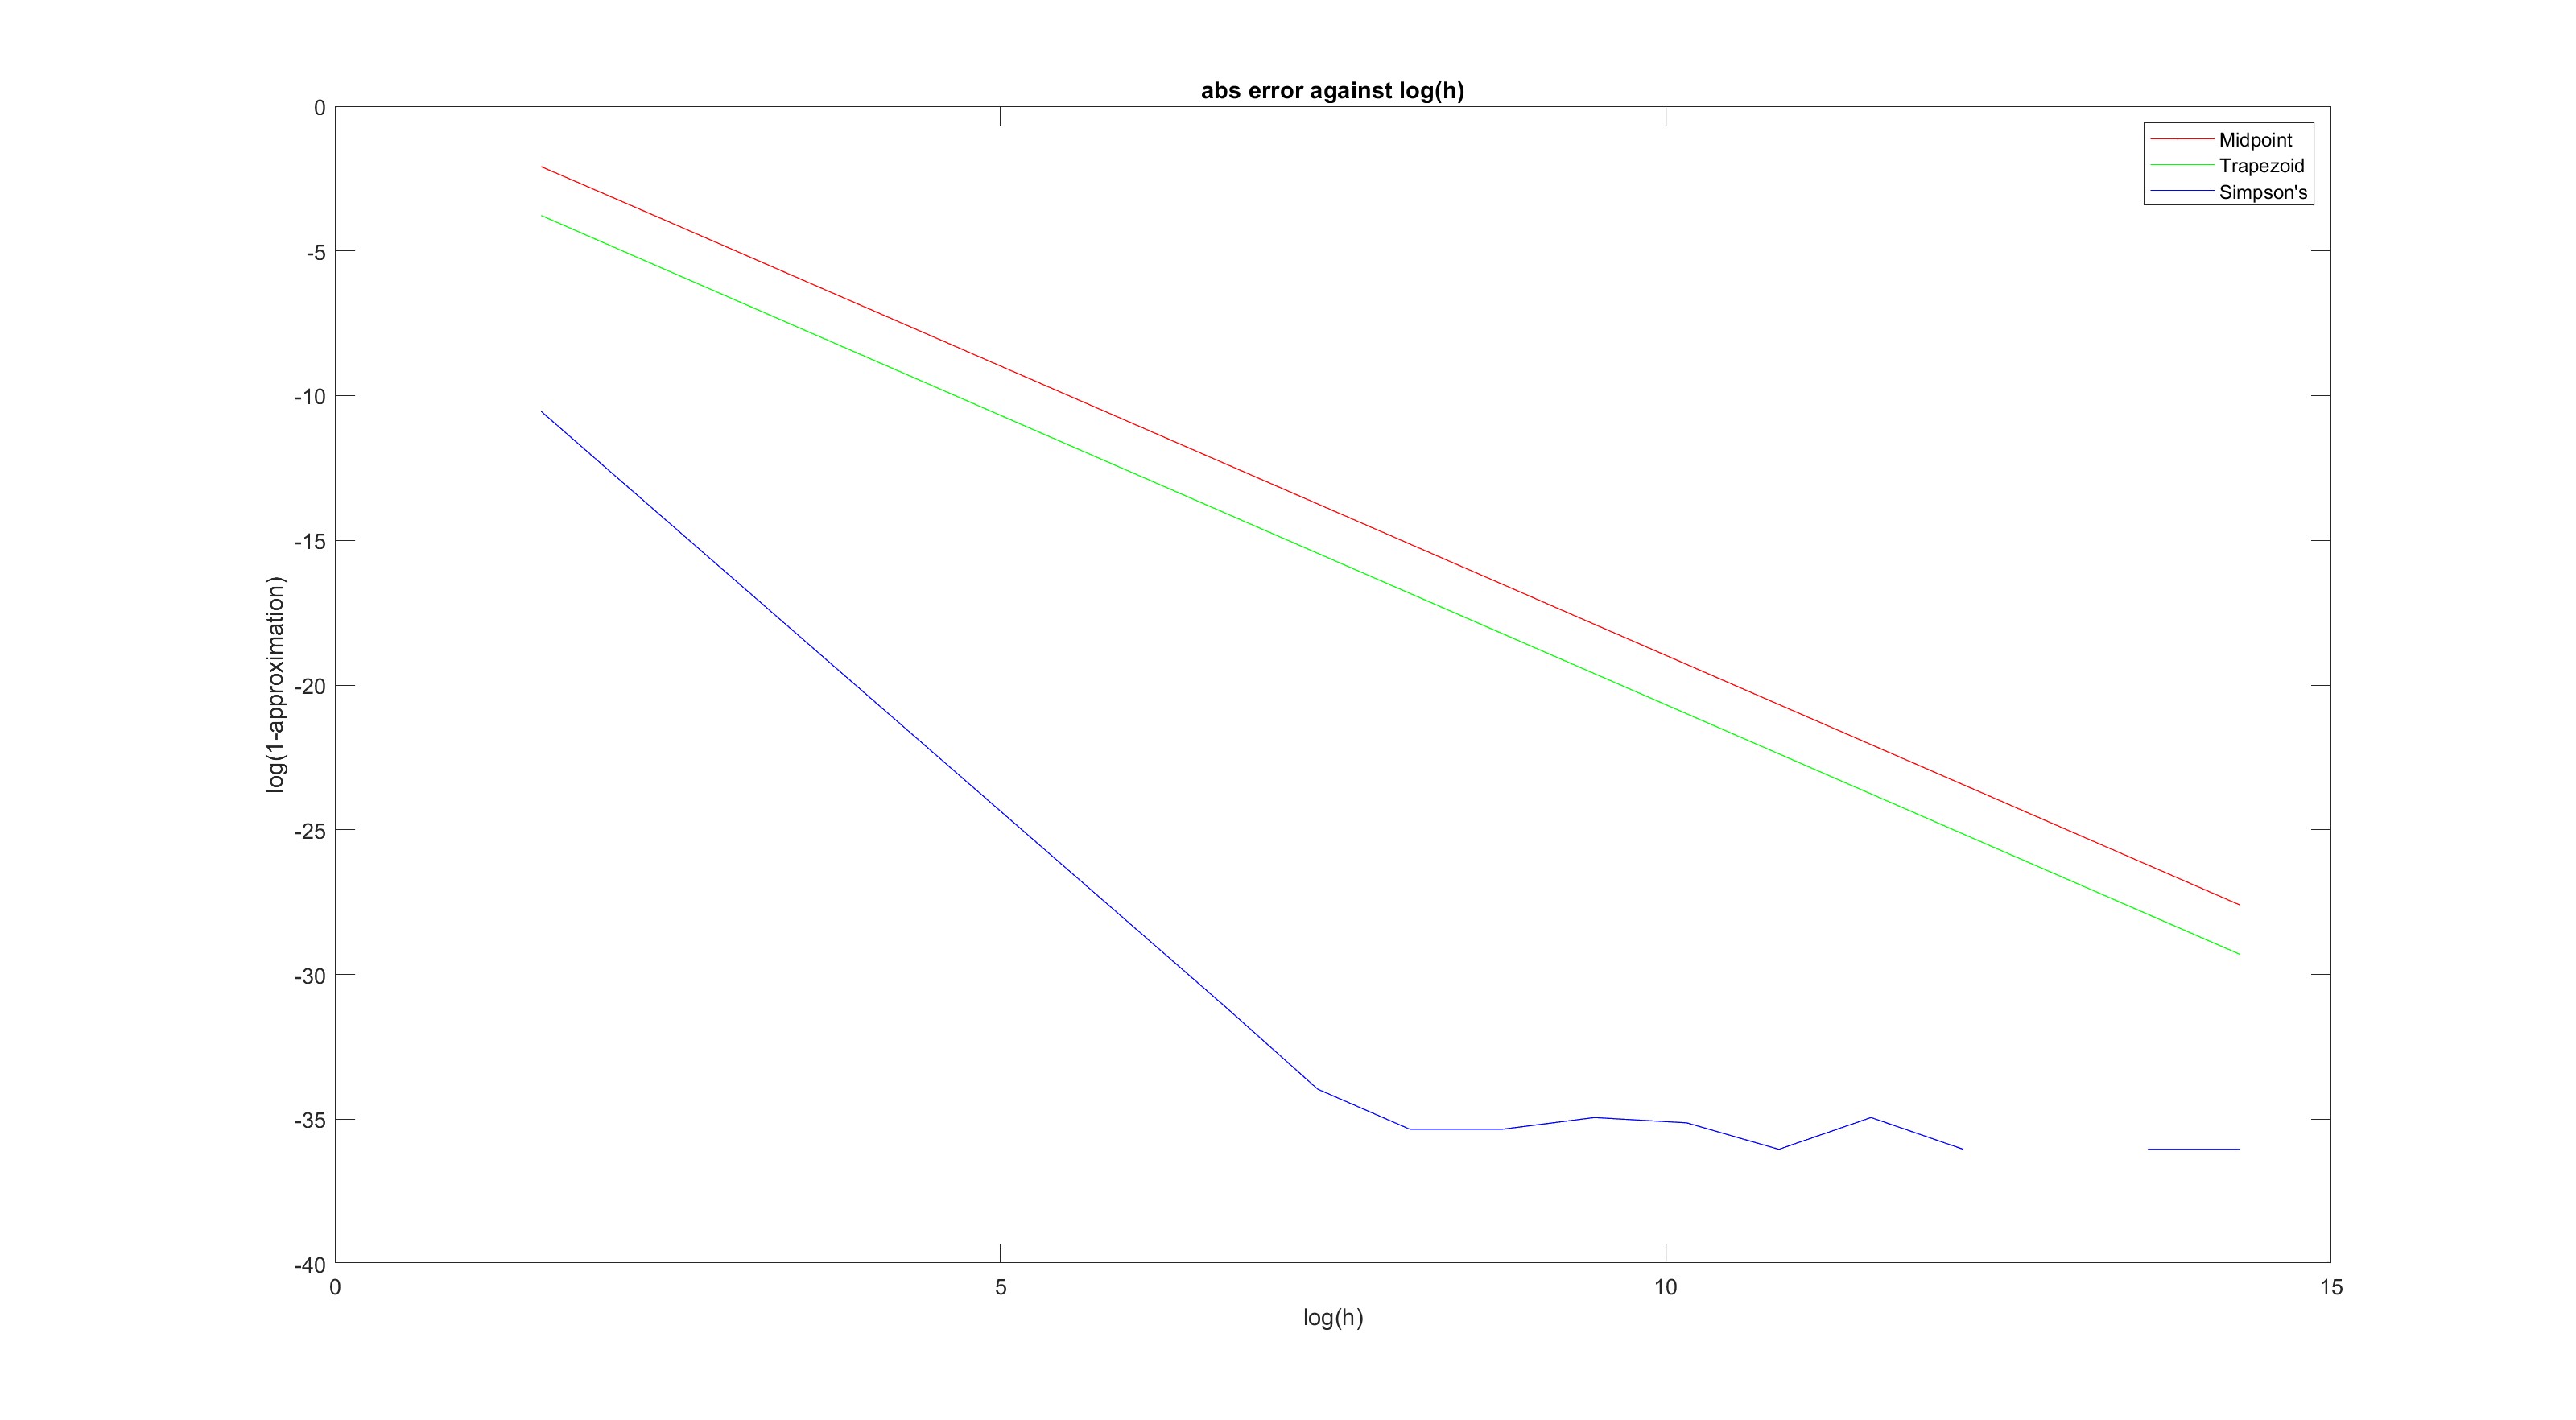 abs error against log(h)
Midpoint
Trapezoid
Simpson's
0
-5
-10
-15
-20
-25
-30
-35
-40
log(1-approximation)
0 5 10 15
log(h)